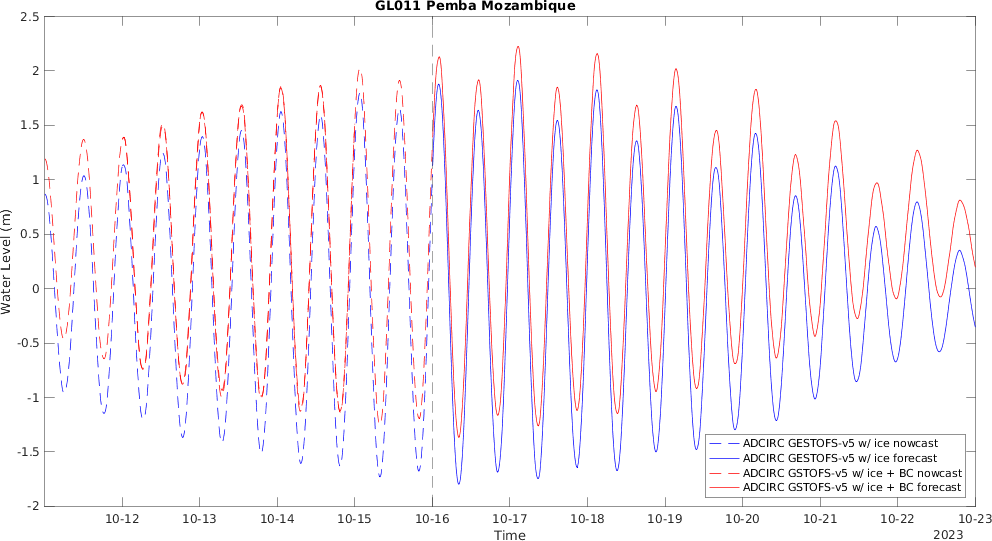 GL011 Pemba Mozambique
Water Level (m)
2.5
2
1.5
1
0.5
0
-0.5
-1
-1.5
-2
ADCIRC GESTOFS-v5 w/ ice nowcast
ADCIRC GESTOFS-v5 w/ ice forecast
ADCIRC GSTOFS-v5 w/ ice + BC nowcast
ADCIRC GSTOFS-v5 w/ ice + BC forecast
10-12 10-13 10-14 10-15 10-16 10-17 10-18 10-19 10-20 10-21 10-22 10-23
Time
2023